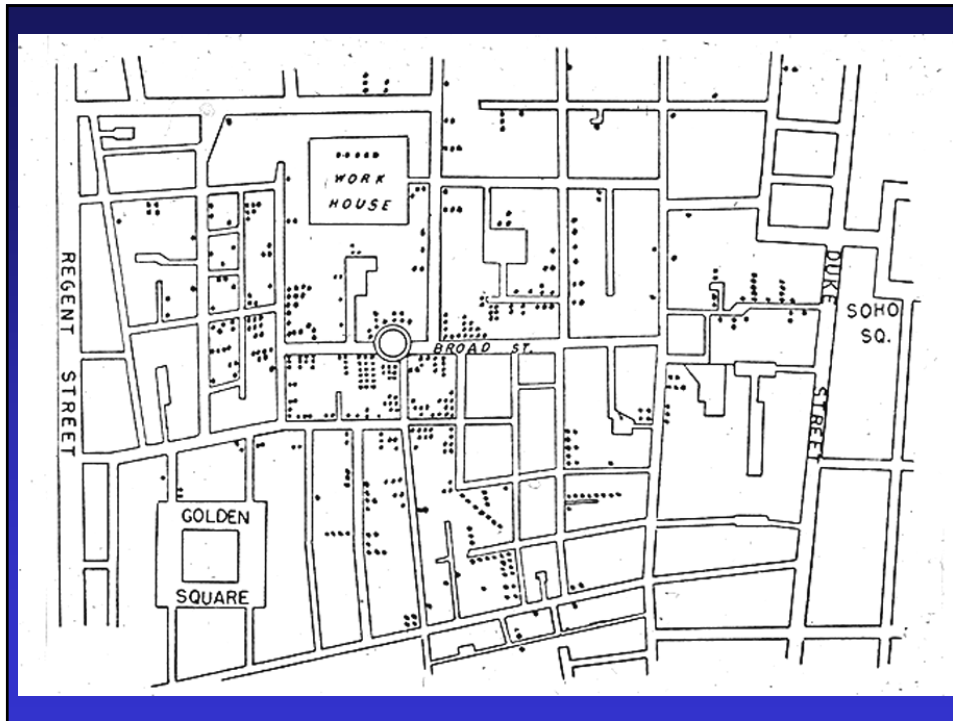 WORK
HOUSE
REGENT STREET
DUKE STREET
SOHO
SQ.
BROAD ST.
GOLDEN
SQUARE